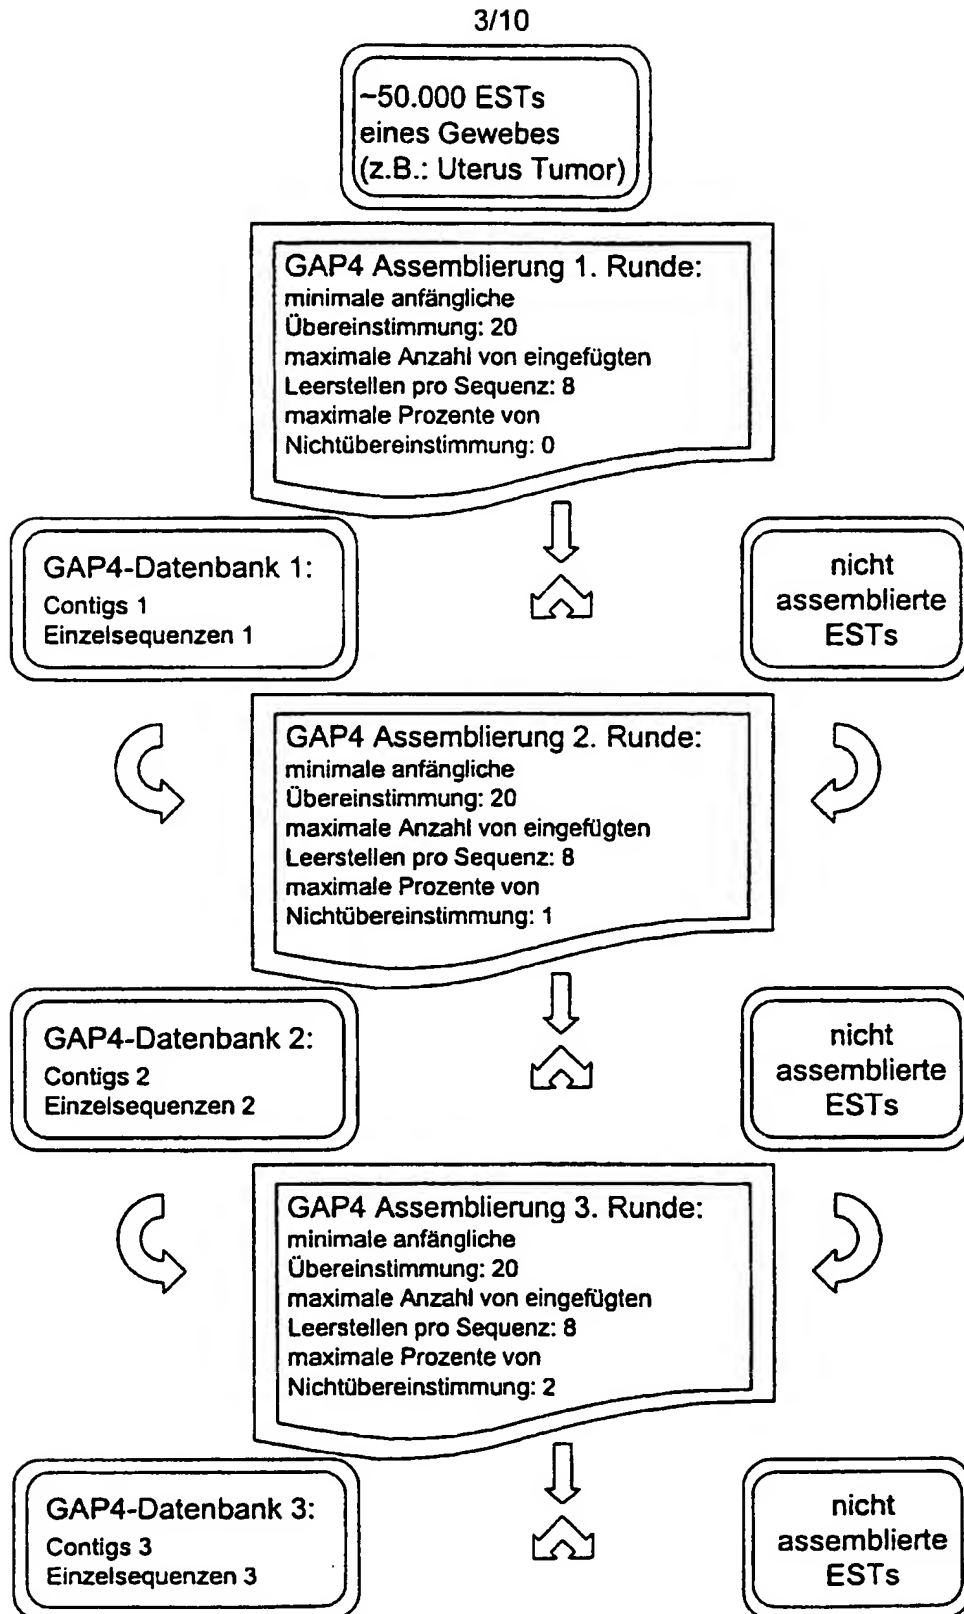 3/10
~50.000 ESTs
eines Gewebes
(z.B.: Uterus Tumor)
GAP4 Assemblierung 1. Runde:
minimale anfängliche
Übereinstimmung: 20
maximale Anzahl von eingefügten
Leerstellen pro Sequenz: 8
maximale Prozente von
Nichtübereinstimmung: 0
GAP4-Datenbank 1:
Contigs 1
Einzelsequenzen 1
nicht
assemblierte
ESTs
GAP4 Assemblierung 2. Runde:
minimale anfängliche
Übereinstimmung: 20
maximale Anzahl von eingefügten
Leerstellen pro Sequenz: 8
maximale Prozente von
Nichtübereinstimmung: 1
GAP4-Datenbank 2:
Contigs 2
Einzelsequenzen 2
nicht
assemblierte
ESTs
GAP4 Assemblierung 3. Runde:
minimale anfängliche
Übereinstimmung: 20
maximale Anzahl von eingefügten
Leerstellen pro Sequenz: 8
maximale Prozente von
Nichtübereinstimmung: 2
GAP4-Datenbank 3:
Contigs 3
Einzelsequenzen 3
nicht
assemblierte
ESTs